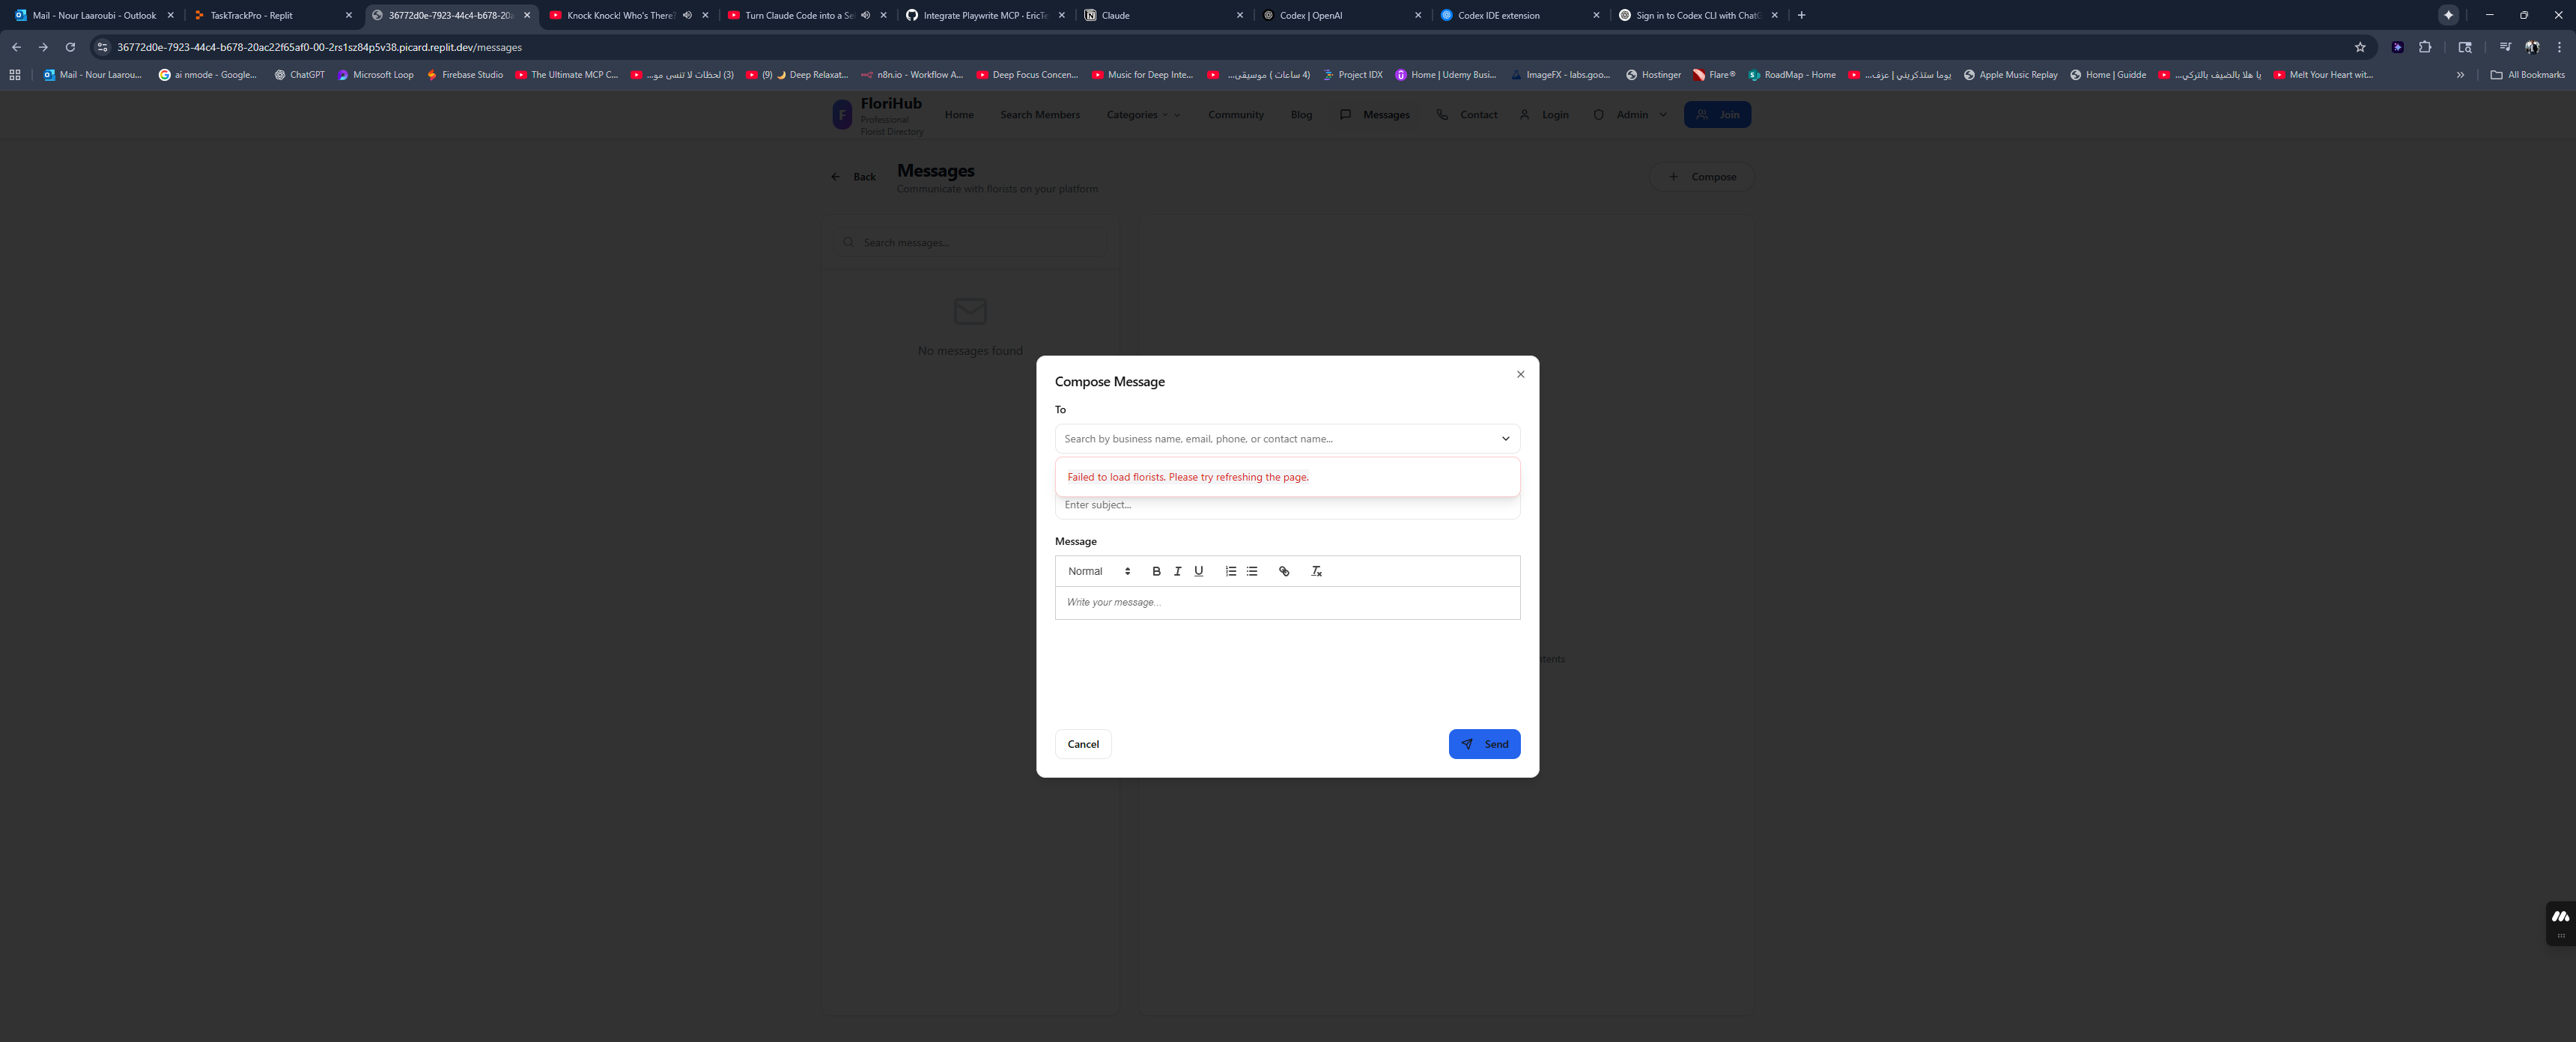 Mail - Nour Laaroubi - Outlook
TaskTrackPro - Replit
36772d0e-7923-44c4-b678-20a
Knock Knock! Who's There?
Turn Claude Code into a Se
Integrate Playwrite MCP · EricTe
Claude
Codex | OpenAI
Codex IDE extension
Sign in to Codex CLI with ChatG
36772d0e-7923-44c4-b678-20ac22f65af0-00-2rs1sz84p5v38.picard.replit.dev/messages
Mail - Nour Laarou...
ai nmode - Google...
ChatGPT
Microsoft Loop
Firebase Studio
The Ultimate MCP C...
(3) لحظات لا تنسى مو...
(9) 🌙 Deep Relaxat...
n8n.io - Workflow A...
Deep Focus Concen...
Music for Deep Inte...
(4 ساعات ) موسيقى...
Project IDX
Home | Udemy Busi...
ImageFX - labs.goo...
Hostinger
Flare®
RoadMap - Home
يوما ستذكريني | عزف...
Apple Music Replay
Home | Guidde
يا هلا بالضيف بالتركي...
Melt Your Heart wit...
All Bookmarks
F
FloriHub
Professional
Florist Directory
Home
Search Members
Categories
Community
Blog
Messages
Contact
Login
Admin
Join
Back
Messages
Communicate with florists on your platform
Compose
Search messages...
No messages found
Compose Message
To
Search by business name, email, phone, or contact name...
Failed to load florists. Please try refreshing the page.
Enter subject...
Message
Normal
B I U
Write your message...
ntents
Cancel
Send